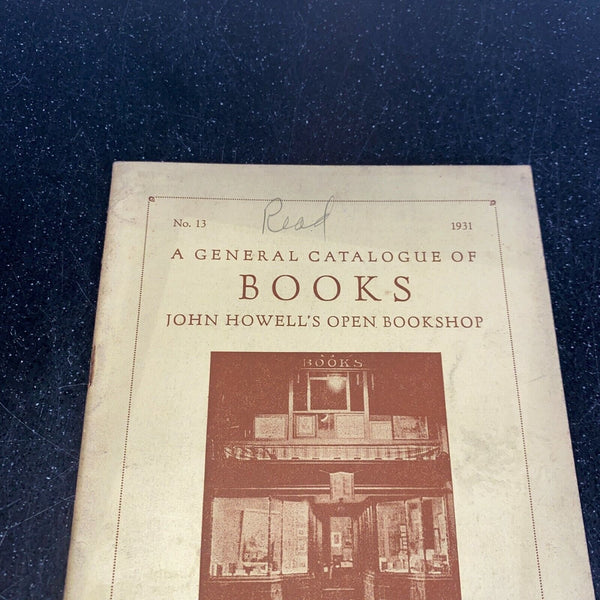 No. 13 Read 1931
A GENERAL CATALOGUE OF
BOOKS
JOHN HOWELL'S OPEN BOOKSHOP
BOOKS